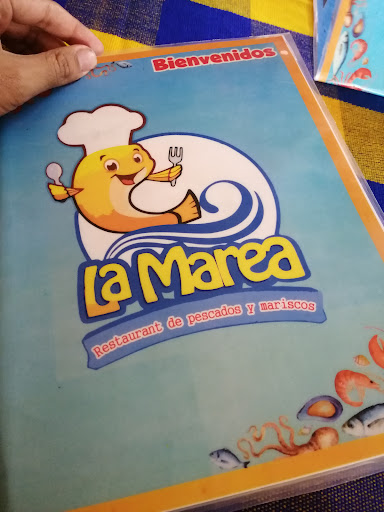 Bienvenidos
La Marea
Restaurant de pescados y mariscos